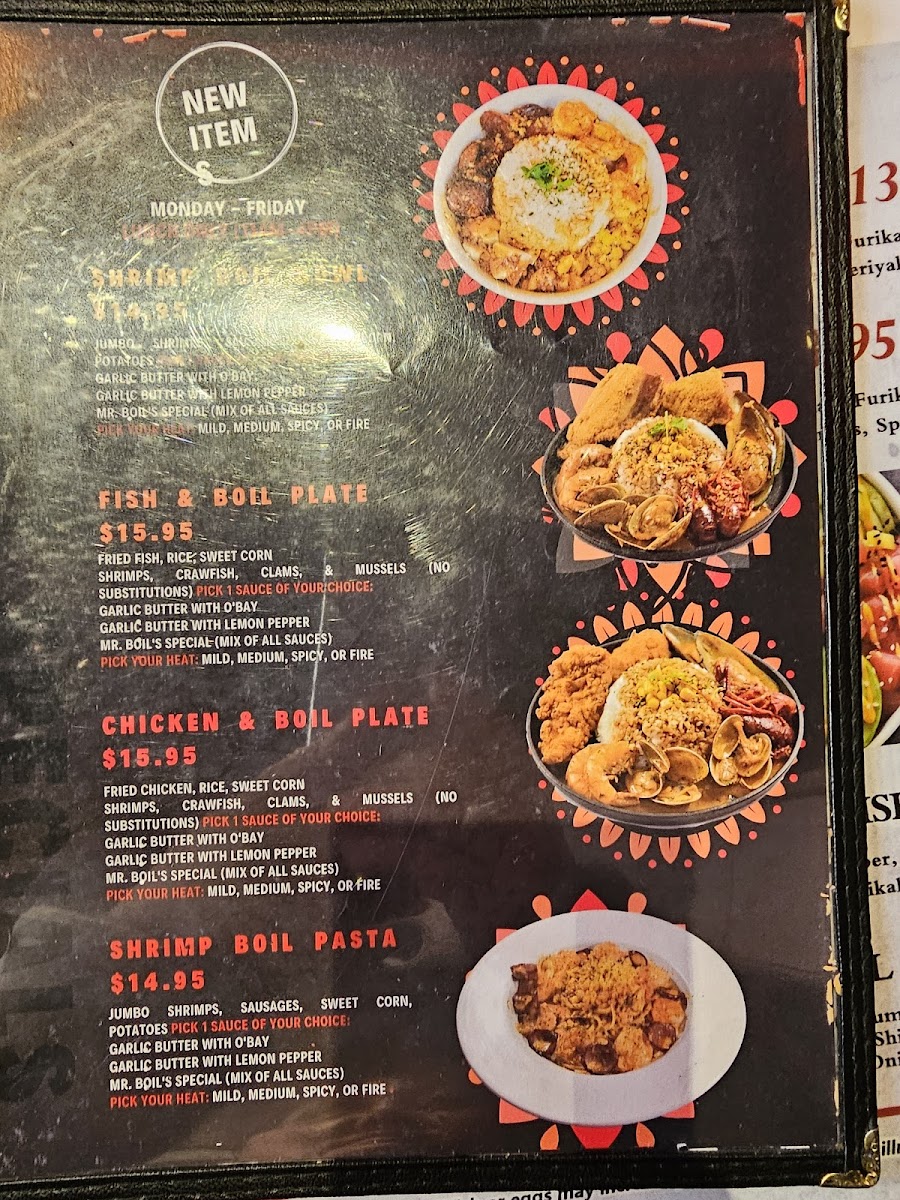 NEW
ITEM
S
MONDAY – FRIDAY
SHRIMP BOIL BOWL
$14.95
JUMBO SHRIMPS
POTATOES
GARLIC BUTTER WITH O'BAY
GARLIC BUTTER WITH LEMON PEPPER
MR. BOIL'S SPECIAL (MIX OF ALL SAUCES)
PICK YOUR HEAT: MILD, MEDIUM, SPICY, OR FIRE
FISH & BOIL PLATE
$15.95
FRIED FISH, RICE, SWEET CORN
SHRIMPS, CRAWFISH, CLAMS, & MUSSELS (NO
SUBSTITUTIONS) PICK 1 SAUCE OF YOUR CHOICE:
GARLIC BUTTER WITH O'BAY
GARLIC BUTTER WITH LEMON PEPPER
MR. BOIL'S SPECIAL (MIX OF ALL SAUCES)
PICK YOUR HEAT: MILD, MEDIUM, SPICY, OR FIRE
CHICKEN & BOIL PLATE
$15.95
FRIED CHICKEN, RICE, SWEET CORN
SHRIMPS, CRAWFISH, CLAMS, & MUSSELS (NO
SUBSTITUTIONS) PICK 1 SAUCE OF YOUR CHOICE:
GARLIC BUTTER WITH O'BAY
GARLIC BUTTER WITH LEMON PEPPER
MR. BOIL'S SPECIAL (MIX OF ALL SAUCES)
PICK YOUR HEAT: MILD, MEDIUM, SPICY, OR FIRE
SHRIMP BOIL PASTA
$14.95
JUMBO SHRIMPS, SAUSAGES, SWEET CORN,
POTATOES PICK 1 SAUCE OF YOUR CHOICE:
GARLIC BUTTER WITH O'BAY
GARLIC BUTTER WITH LEMON PEPPER
MR. BOIL'S SPECIAL (MIX OF ALL SAUCES)
PICK YOUR HEAT: MILD, MEDIUM, SPICY, OR FIRE
13
95
eggs may